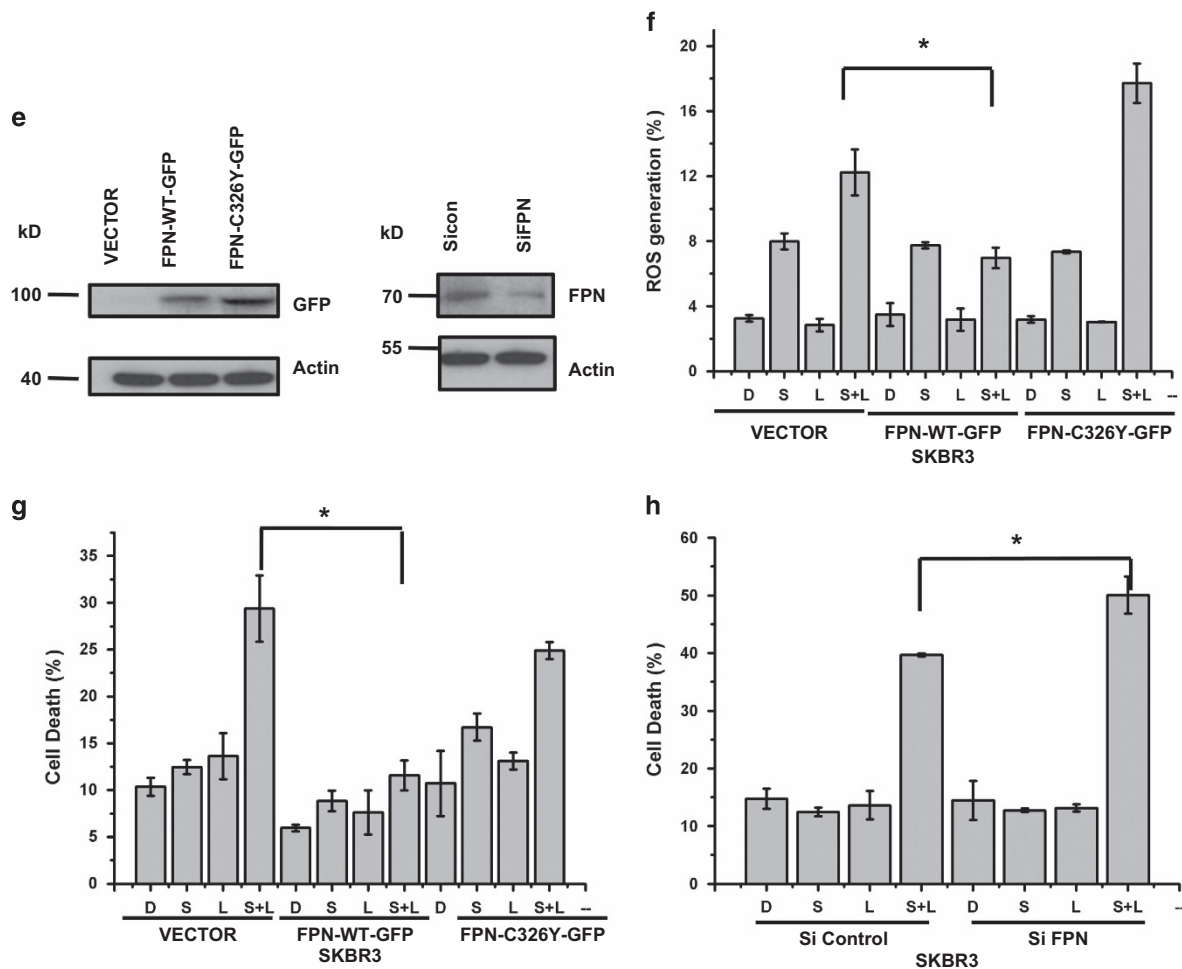 e
kD
VECTOR
FPN-WT-GFP
FPN-C326Y-GFP
100
GFP
40
Actin
kD
Sicon
SiFPN
70
FPN
55
Actin
f
ROS generation (%)
20
16
12
8
4
0
*
D S L S+L D S L S+L D S L S+L --
VECTOR FPN-WT-GFP FPN-C326Y-GFP
SKBR3
g
Cell Death (%)
35
30
25
20
15
10
5
0
*
D S L S+L D S L S+L D S L S+L --
VECTOR FPN-WT-GFP FPN-C326Y-GFP
SKBR3
h
Cell Death (%)
60
50
40
30
20
10
0
*
D S L S+L D S L S+L --
Si Control Si FPN
SKBR3